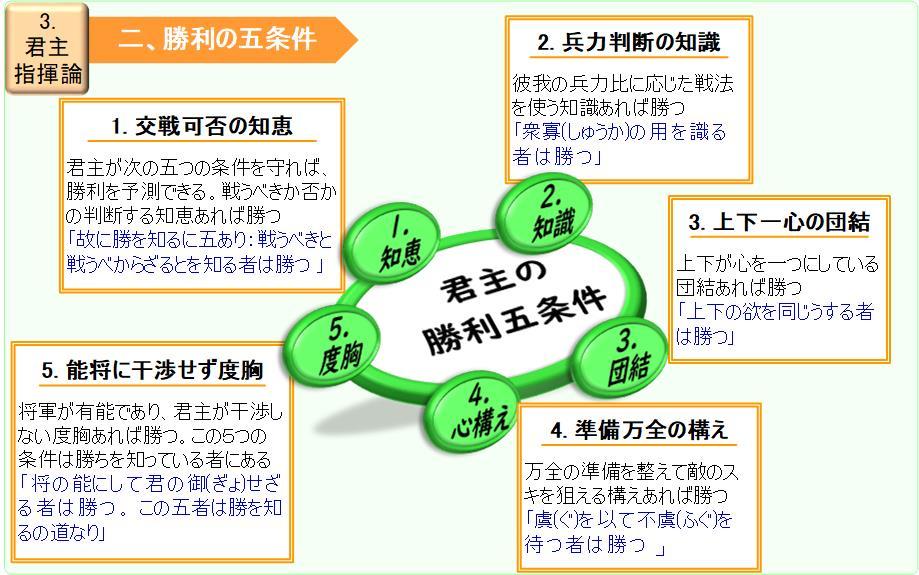 3.
君主
指揮論
二、勝利の五条件
1. 交戦可否の知恵
君主が次の五つの条件を守れば、
勝利を予測できる。戦うべきか否か
の判断する知恵あれば勝つ
「故に勝を知るに五あり：戦うべきと
戦うべからざるとを知る者は勝つ 」
2. 兵力判断の知識
彼我の兵力比に応じた戦法
を使う知識あれば勝つ
「衆寡(しゅうか)の用を識る
者は勝つ」
3. 上下一心の団結
上下が心を一つにしている
団結あれば勝つ
「上下の欲を同じうする者
は勝つ」
4. 準備万全の構え
万全の準備を整えて敵のス
キを狙える構えあれば勝つ
「虞(ぐ)を以て不虞(ふぐ)を
待つ者は勝つ 」
5. 能将に干渉せず度胸
将軍が有能であり、君主が干渉し
ない度胸あれば勝つ。この5つの
条件は勝ちを知っている者にある
「将の能にして君の御(ぎょ)せざ
る者は勝つ。この五者は勝を知
るの道なり」
君主の
勝利五条件
1.
知恵
2.
知識
3.
団結
4.
心構え
5.
度胸